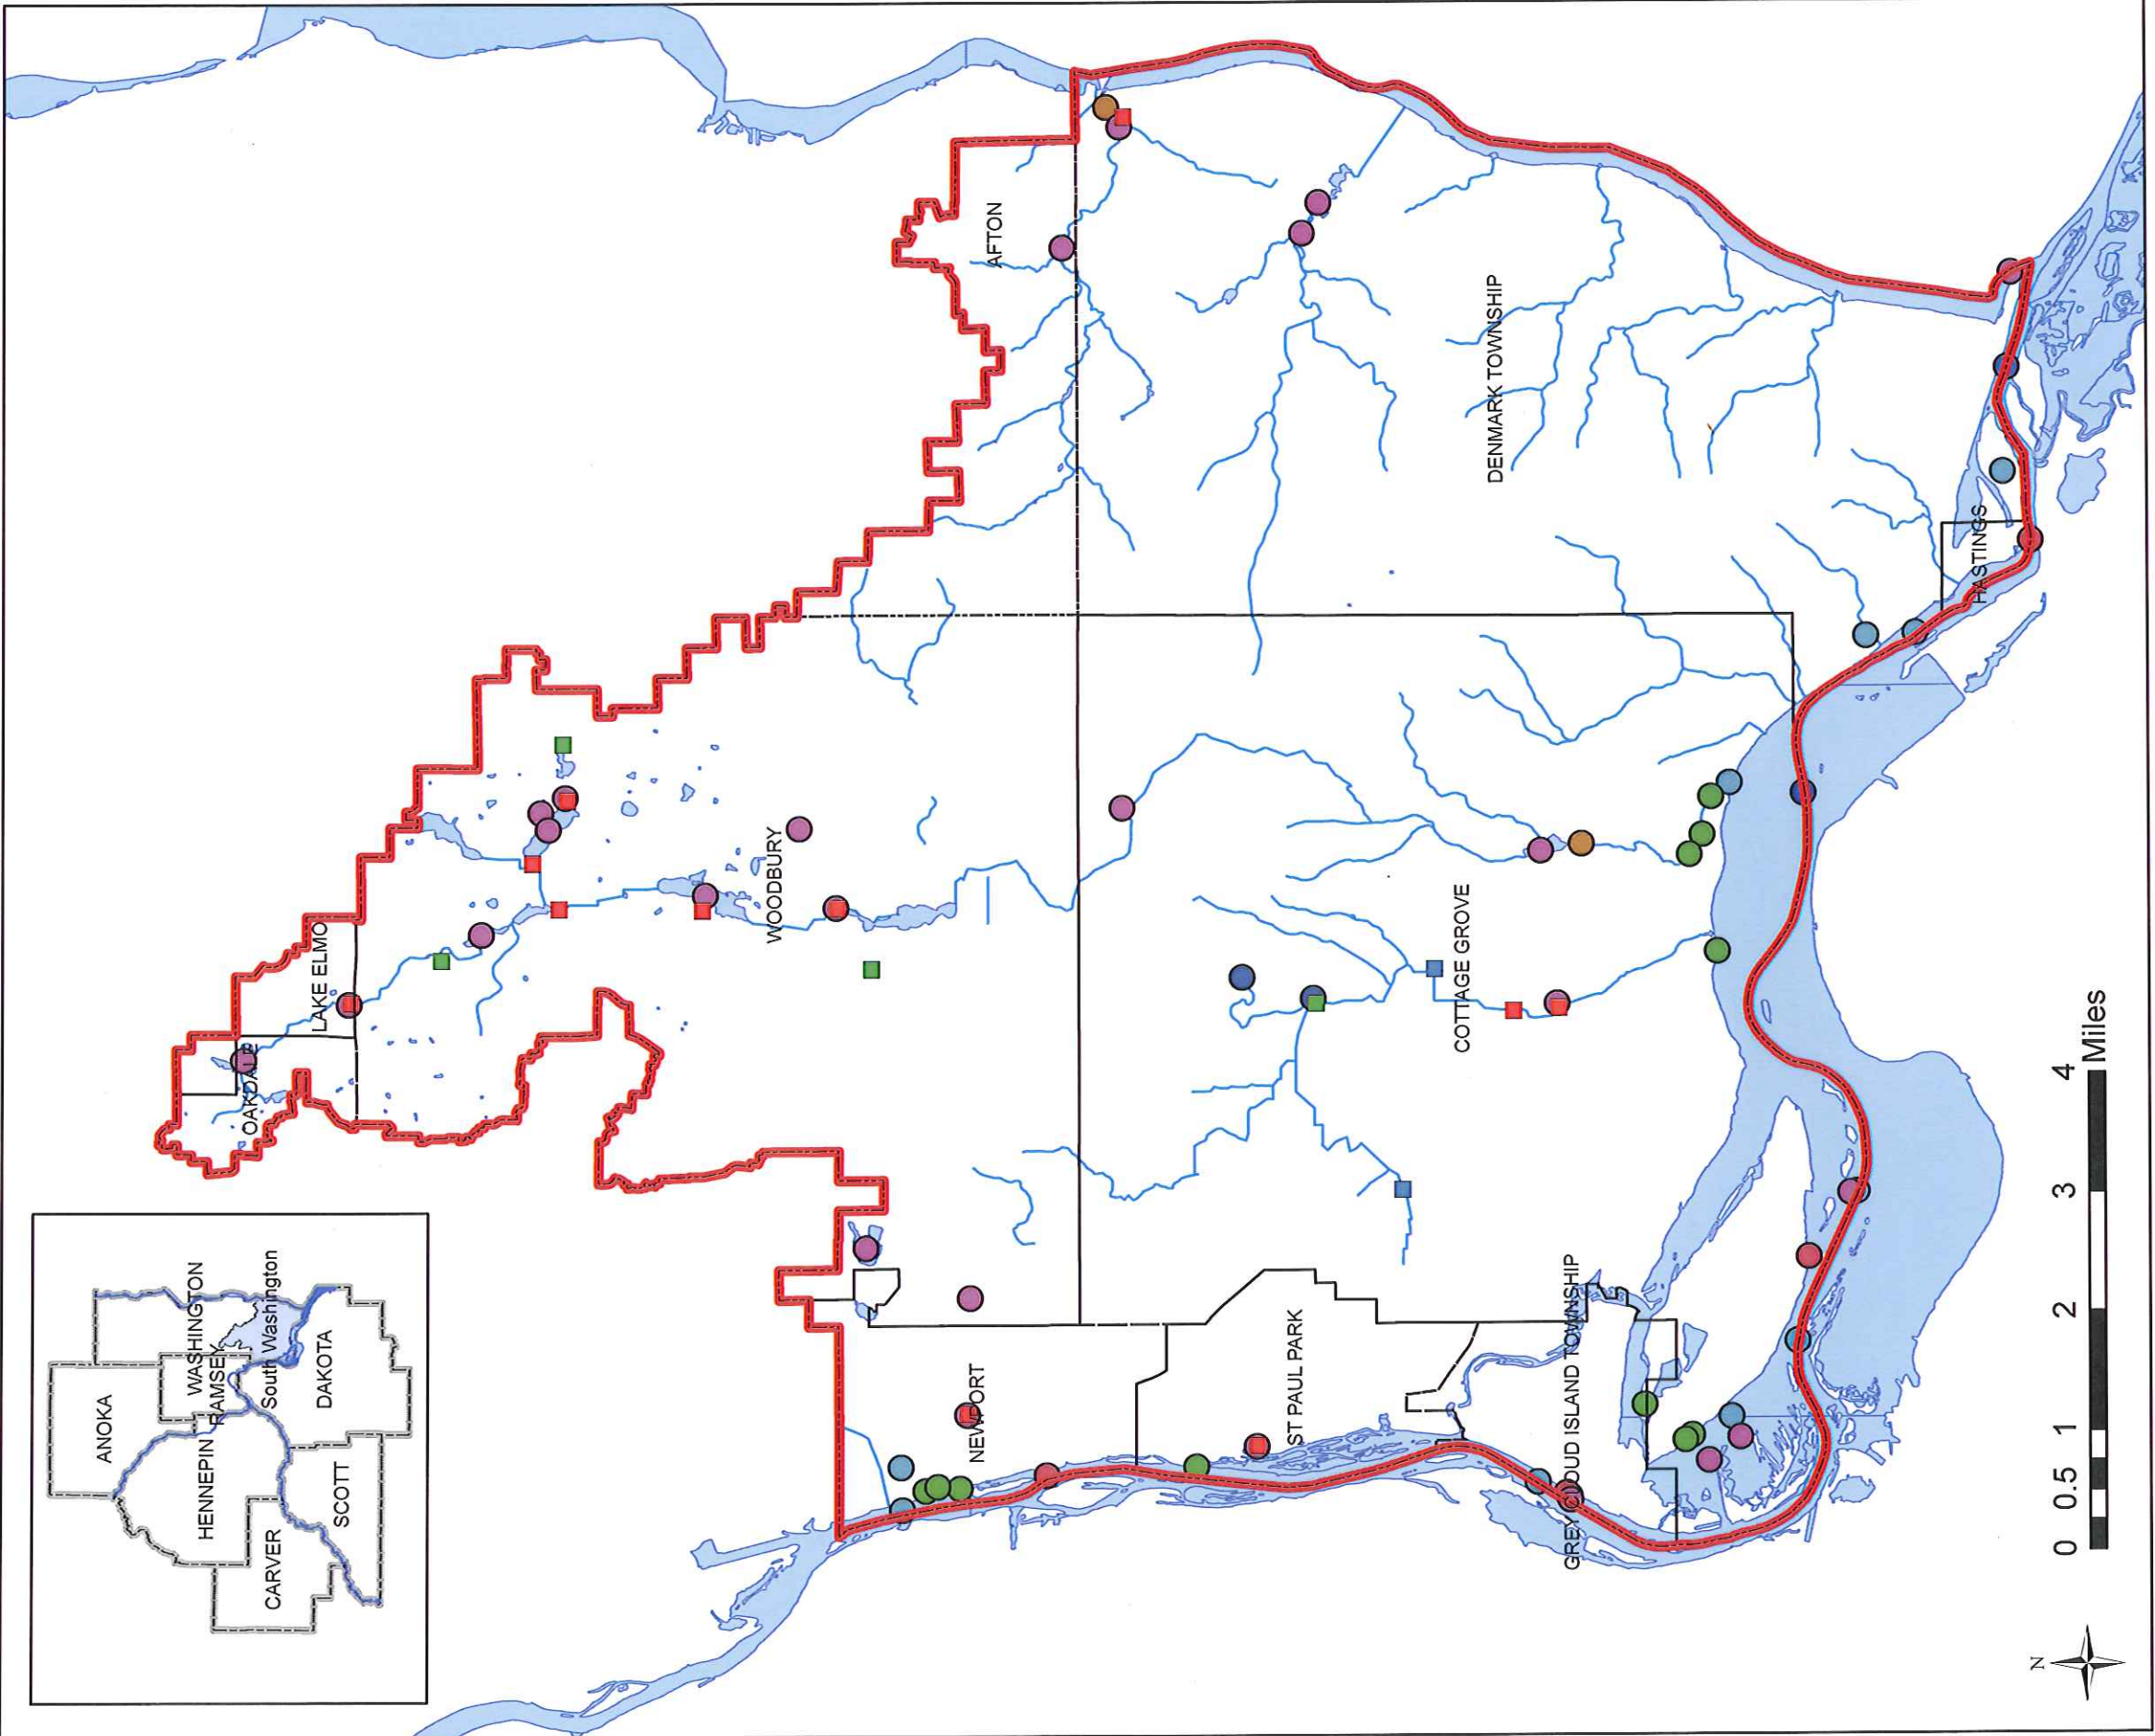 ANOKA
WASHINGTON
RAMSEY
HENNEPIN
South Washington
CARVER
SCOTT
DAKOTA
OAKDALE
LAKE ELMO
WOODBURY
AFTON
NEWPORT
ST PAUL PARK
COTTAGE GROVE
DENMARK TOWNSHIP
GREY CLOUD ISLAND TOWNSHIP
HASTINGS
N
0 0.5 1 2 3 4
Miles